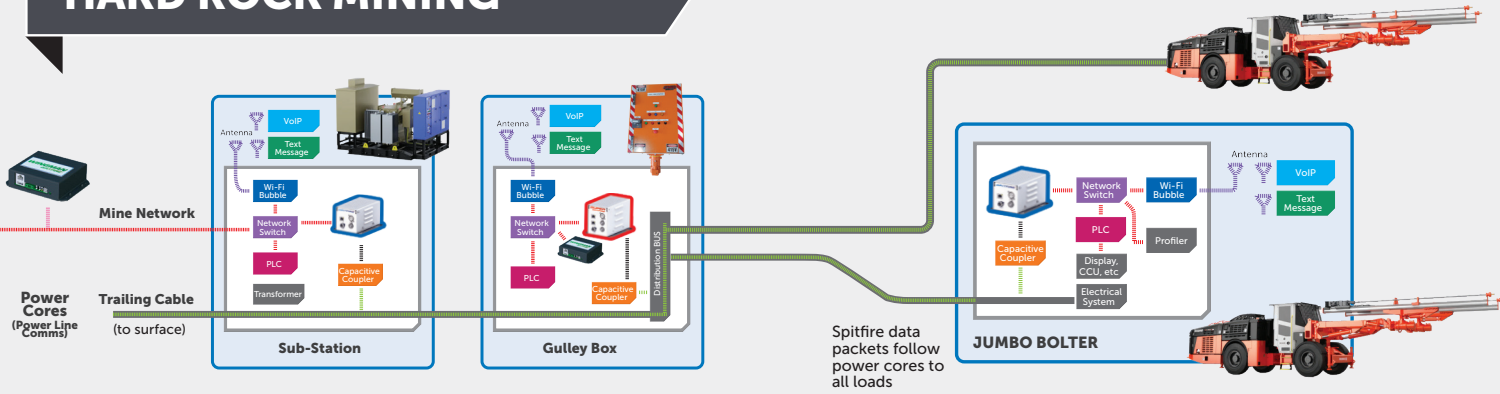 HARD ROCK MINING
Mine Network
Power
Cores
(Power Line
Comms)
Trailing Cable
(to surface)
Antenna
VoIP
Text
Message
Wi-Fi
Bubble
Network
Switch
PLC
Transformer
Capacitive
Coupler
Sub-Station
Antenna
VoIP
Text
Message
Wi-Fi
Bubble
Network
Switch
PLC
Capacitive
Coupler
Distribution BUS
Gulley Box
Spitfire data
packets follow
power cores to
all loads
Capacitive
Coupler
Network
Switch
Wi-Fi
Bubble
PLC
Profiler
Display,
CCU, etc
Electrical
System
Antenna
VoIP
Text
Message
JUMBO BOLTER